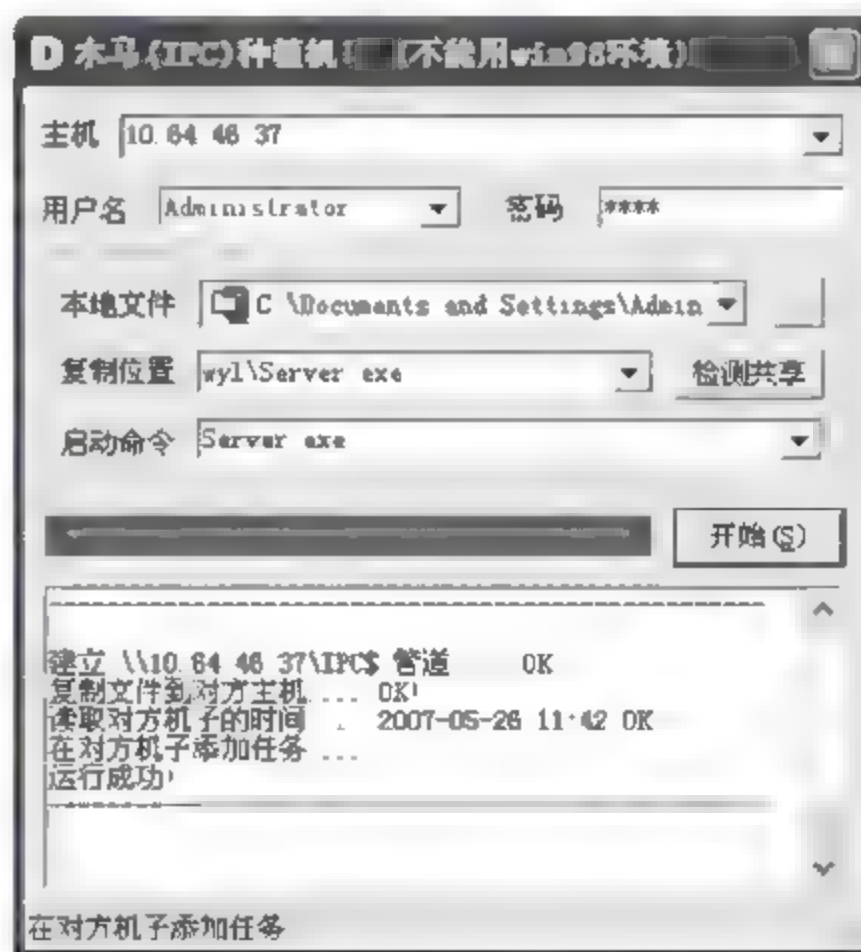 木马(IPC)种植机 (不能用win98环境)
主机 10.64 46 37
用户名 Administrator 密码 ****
本地文件 C \Documents and Settings\Admin
复制位置 wyl\Server exe 检测共享
启动命令 Server exe
开始(S)
建立 \\10 64 46 37\IPC$ 管道 OK
复制文件到对方主机.... OK!
读取对方机子的时间 . 2007-05-26 11:42 OK
在对方机子添加任务 ...
运行成功!
在对方机子添加任务